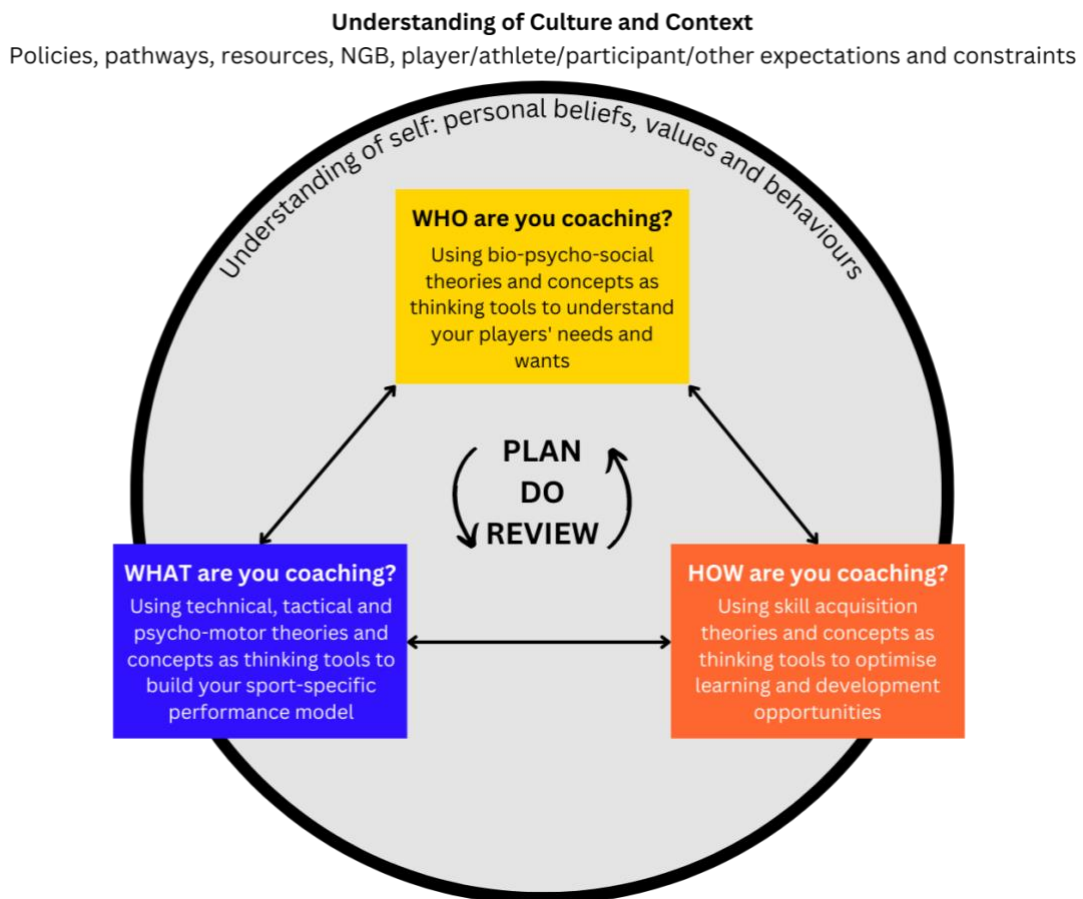 Understanding of Culture and Context
Policies, pathways, resources, NGB, player/athlete/participant/other expectations and constraints
Understanding of self: personal beliefs, values and behaviours
WHO are you coaching?
Using bio-psycho-social
theories and concepts as
thinking tools to understand
your players' needs and
wants
PLAN
DO
REVIEW
WHAT are you coaching?
Using technical, tactical and
psycho-motor theories and
concepts as thinking tools to
build your sport-specific
performance model
HOW are you coaching?
Using skill acquisition
theories and concepts as
thinking tools to optimise
learning and development
opportunities